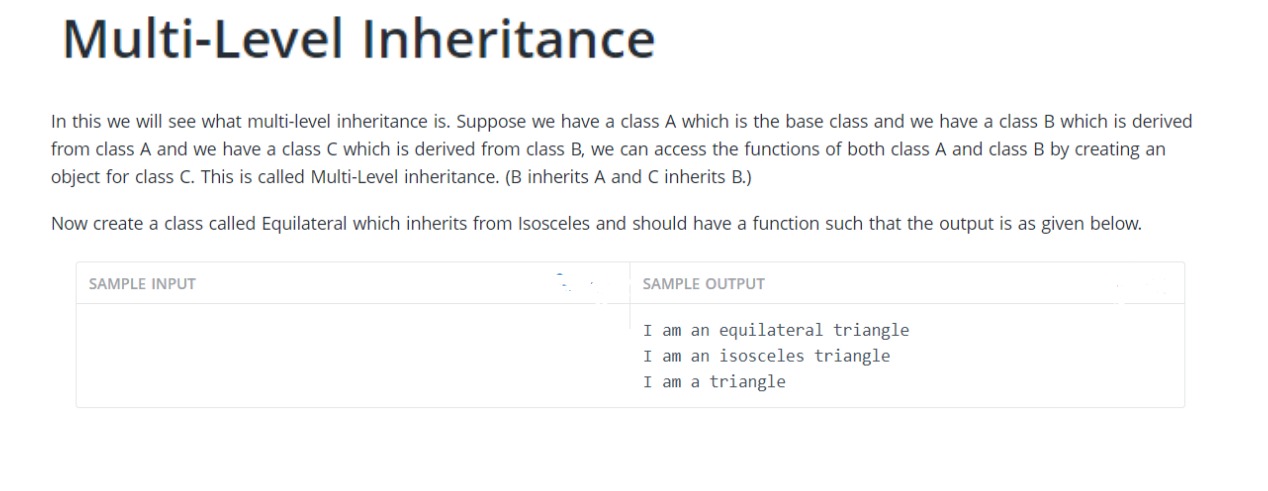 Multi-Level Inheritance
In this we will see what multi-level inheritance is. Suppose we have a class A which is the base class and we have a class B which is derived
from class A and we have a class C which is derived from class B, we can access the functions of both class A and class B by creating an
object for class C. This is called Multi-Level inheritance. (B inherits A and C inherits B.)
Now create a class called Equilateral which inherits from Isosceles and should have a function such that the output is as given below.
SAMPLE INPUT
SAMPLE OUTPUT
I am an equilateral triangle
I am an isosceles triangle
I am a triangle